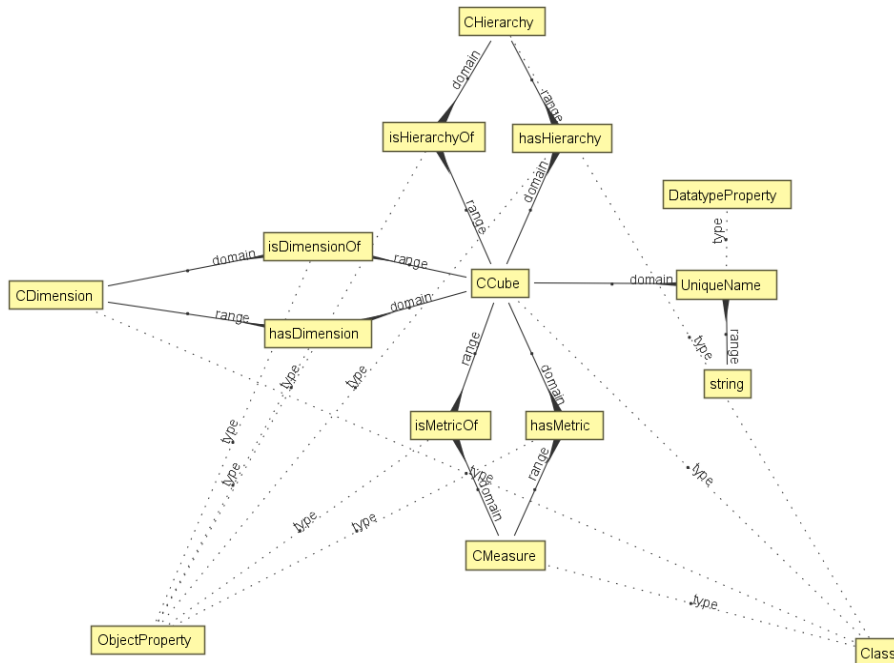 CHierarchy
domain
range
isHierarchyOf
hasHierarchy
range
domain
DatatypeProperty
type
isDimensionOf
domain
range
CDimension
CCube
domain
UniqueName
range
domain
hasDimension
range
type
type
range
domain
string
isMetricOf
hasMetric
type
type
type
domain
range
type
type
type
CMeasure
type
ObjectProperty
Class